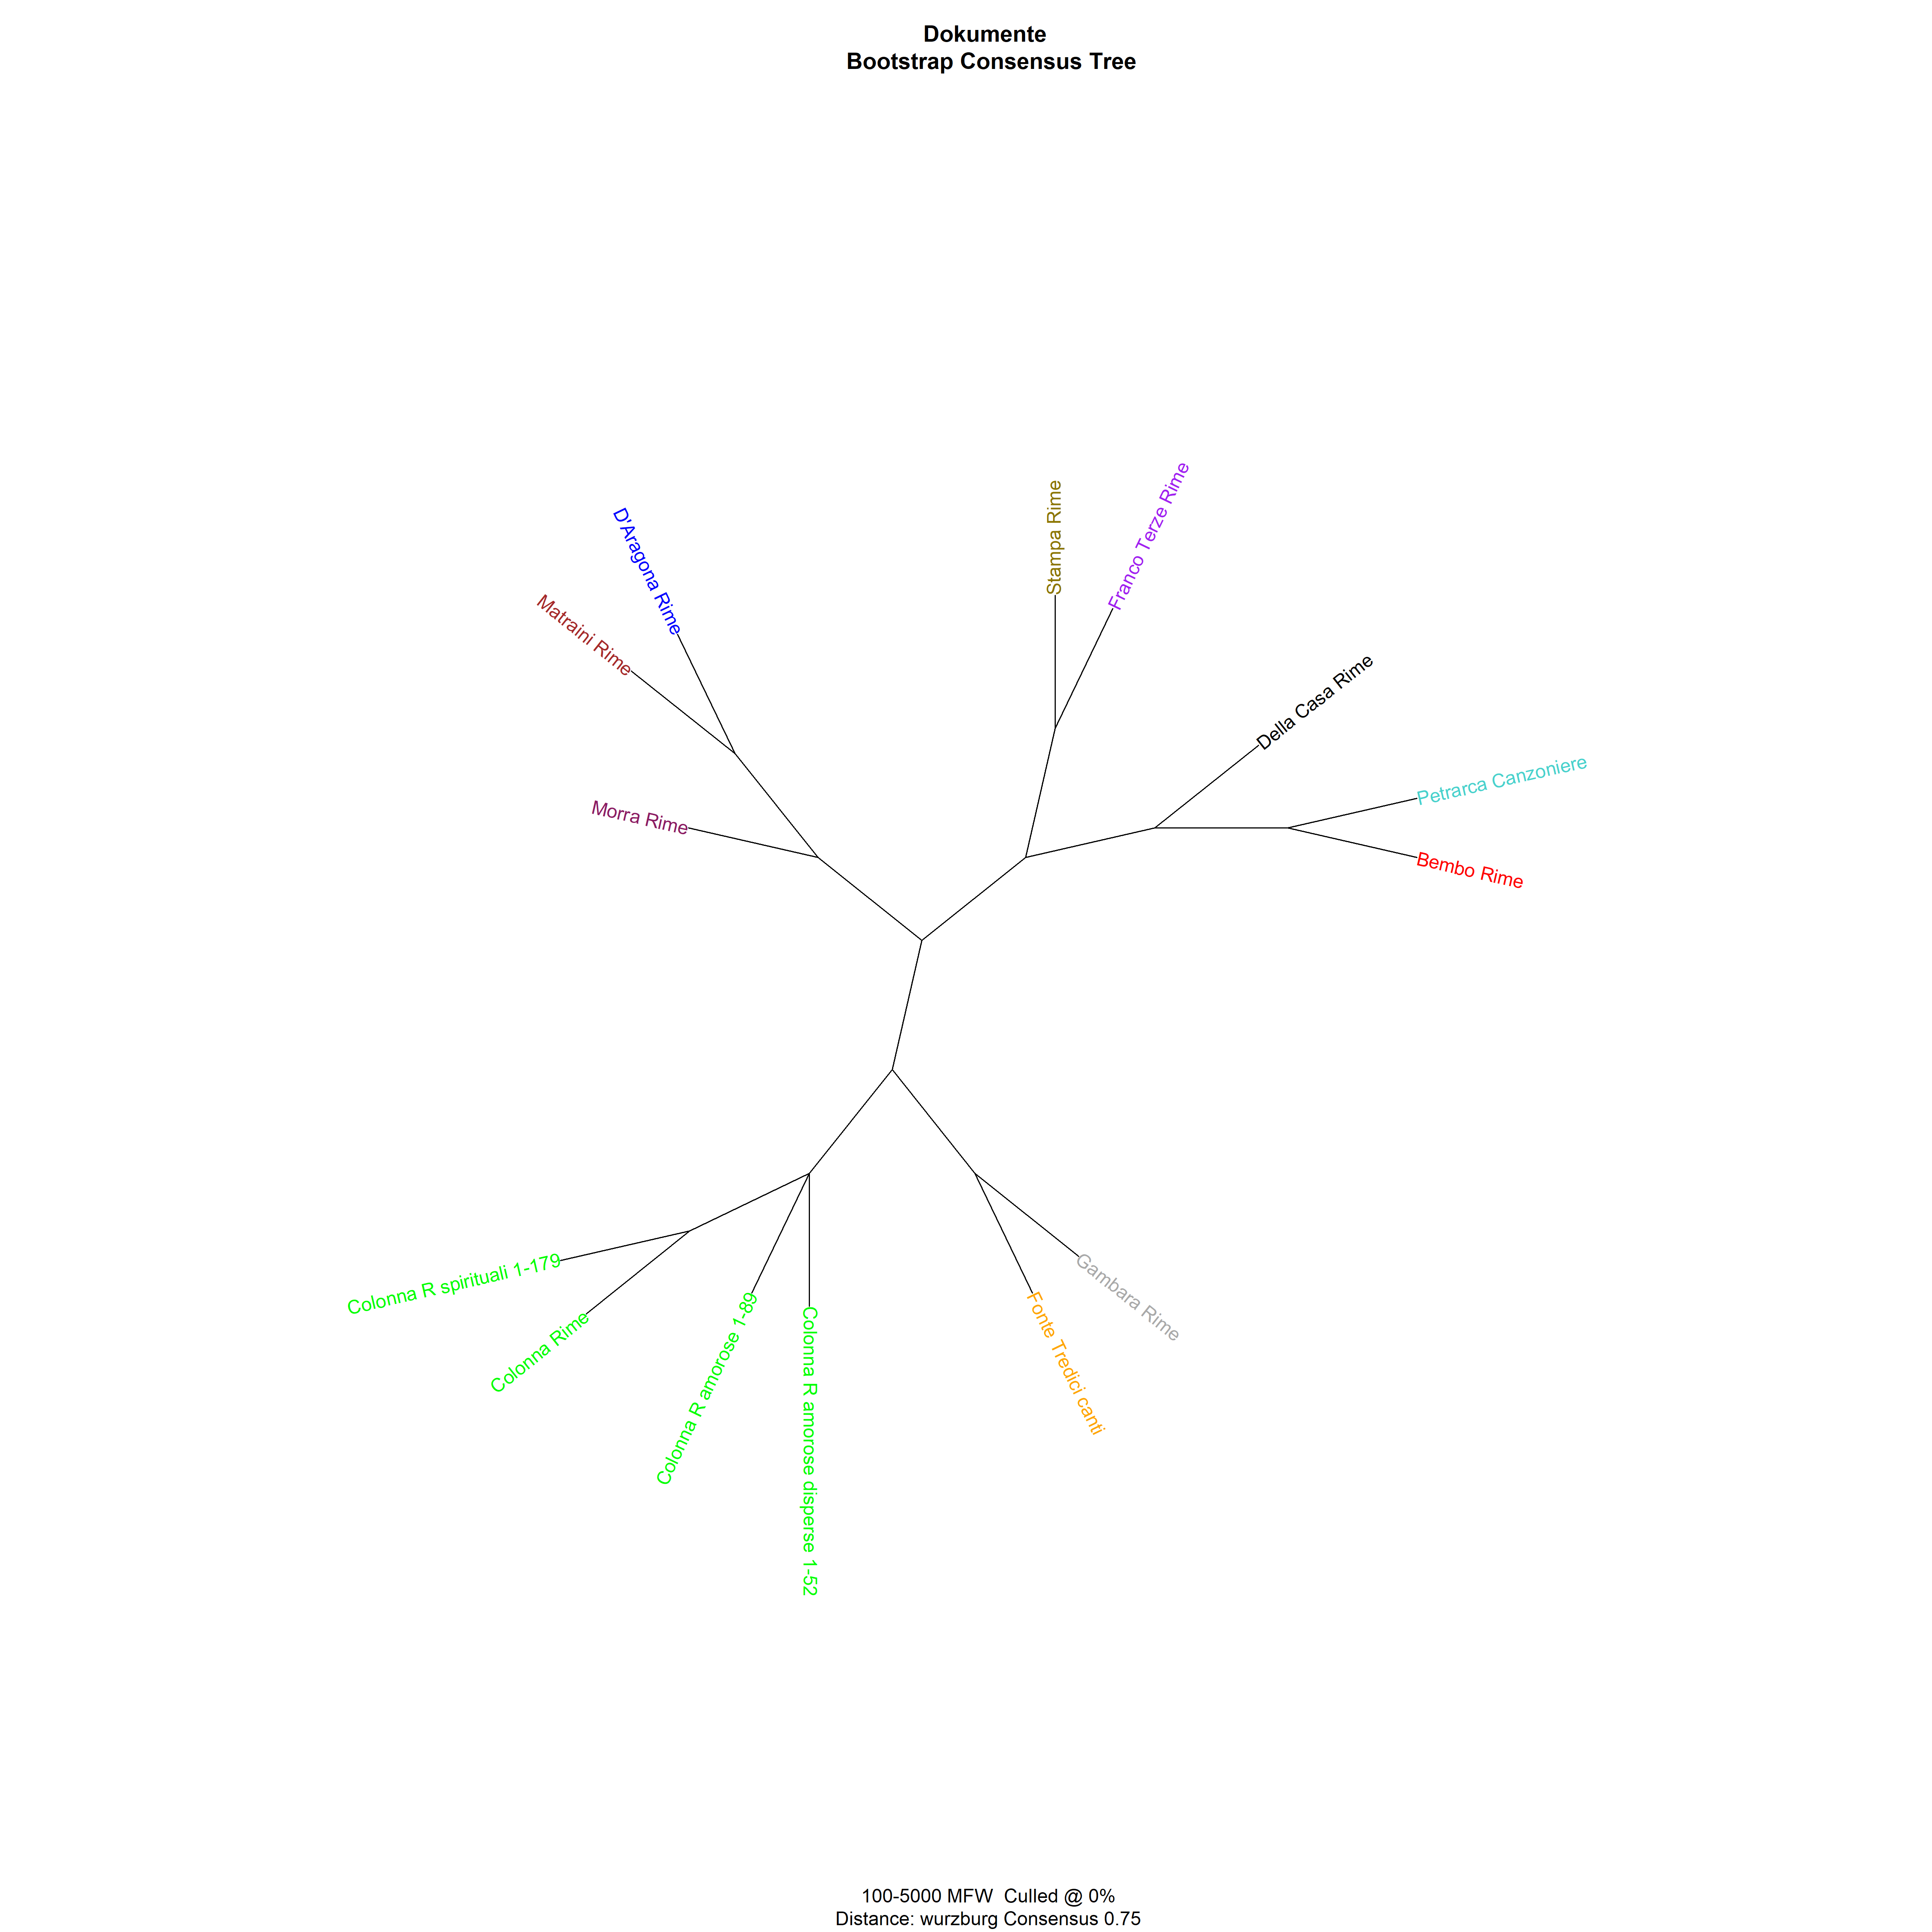 Dokumente
Bootstrap Consensus Tree
Stampa Rime
Franco Terze Rime
D'Aragona Rime
Matraini Rime
Della Casa Rime
Petrarca Canzoniere
Morra Rime
Bembo Rime
Colonna R spirituali 1-179
Colonna Rime
Colonna R amorose 1-89
Colonna R amorose disperse 1-52
Gambara Rime
Fonte Tredici canti
100-5000 MFW  Culled @ 0%
Distance: wurzburg Consensus 0.75